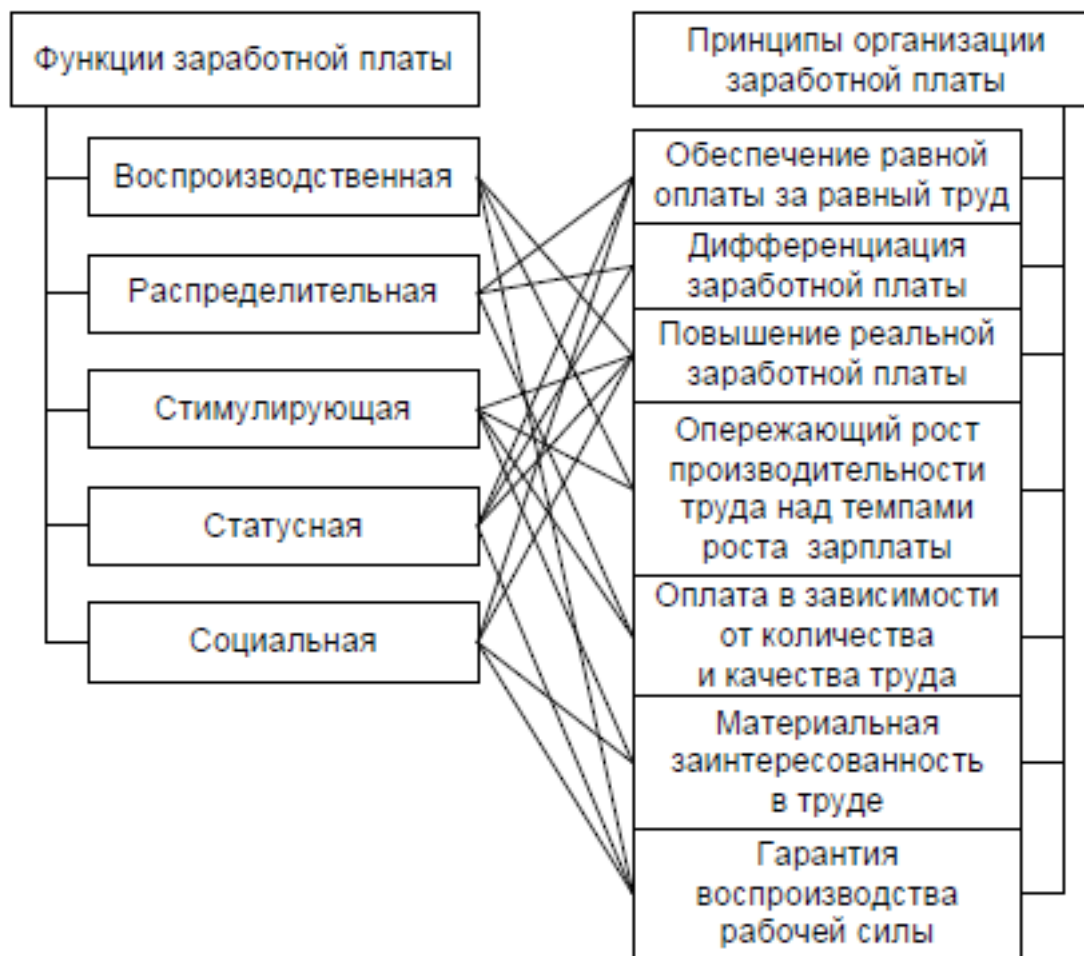 Функции заработной платы
Воспроизводственная
Распределительная
Стимулирующая
Статусная
Социальная
Принципы организации
заработной платы
Обеспечение равной
оплаты за равный труд
Дифференциация
заработной платы
Повышение реальной
заработной платы
Опережающий рост
производительности
труда над темпами
роста зарплаты
Оплата в зависимости
от количества
и качества труда
Материальная
заинтересованность
в труде
Гарантия
воспроизводства
рабочей силы